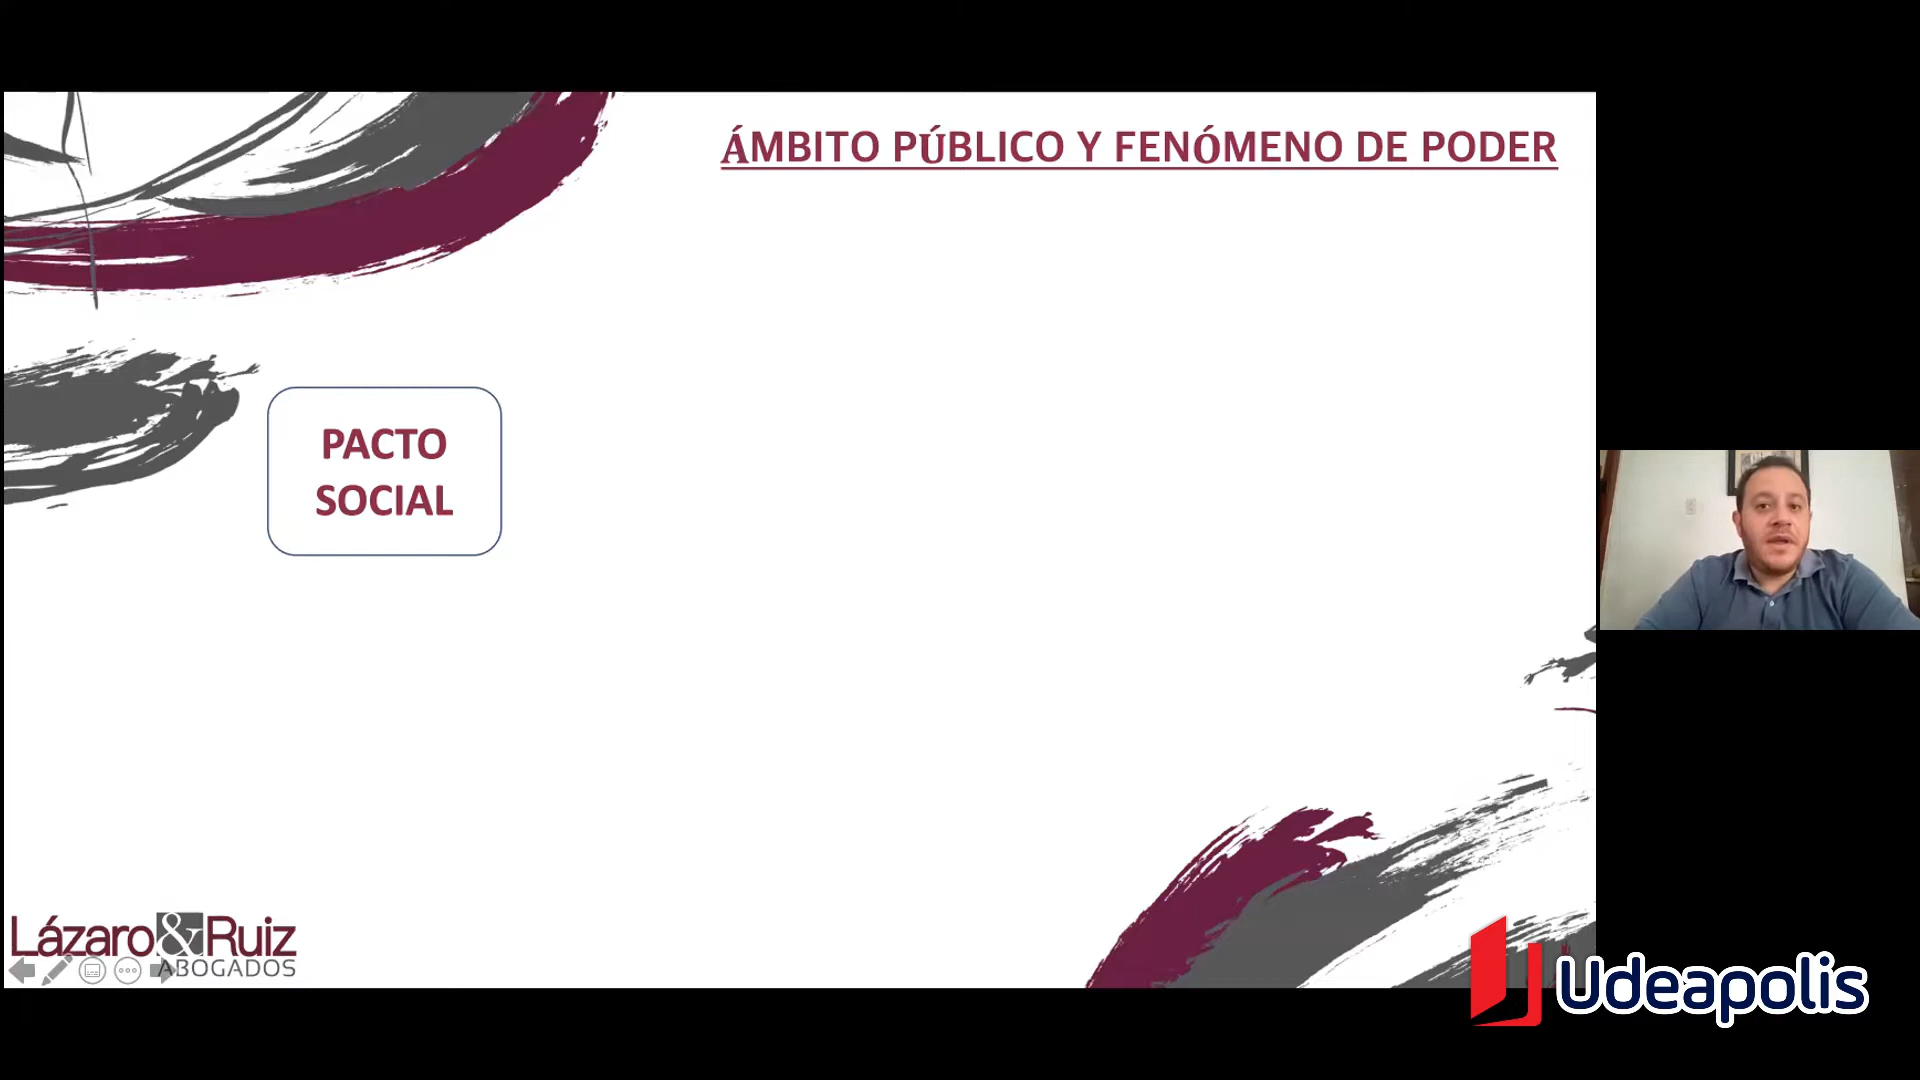 ÁMBITO PÚBLICO Y FENÓMENO DE PODER
PACTO
SOCIAL
Lázaro&Ruiz
ABOGADOS
Udeapolis